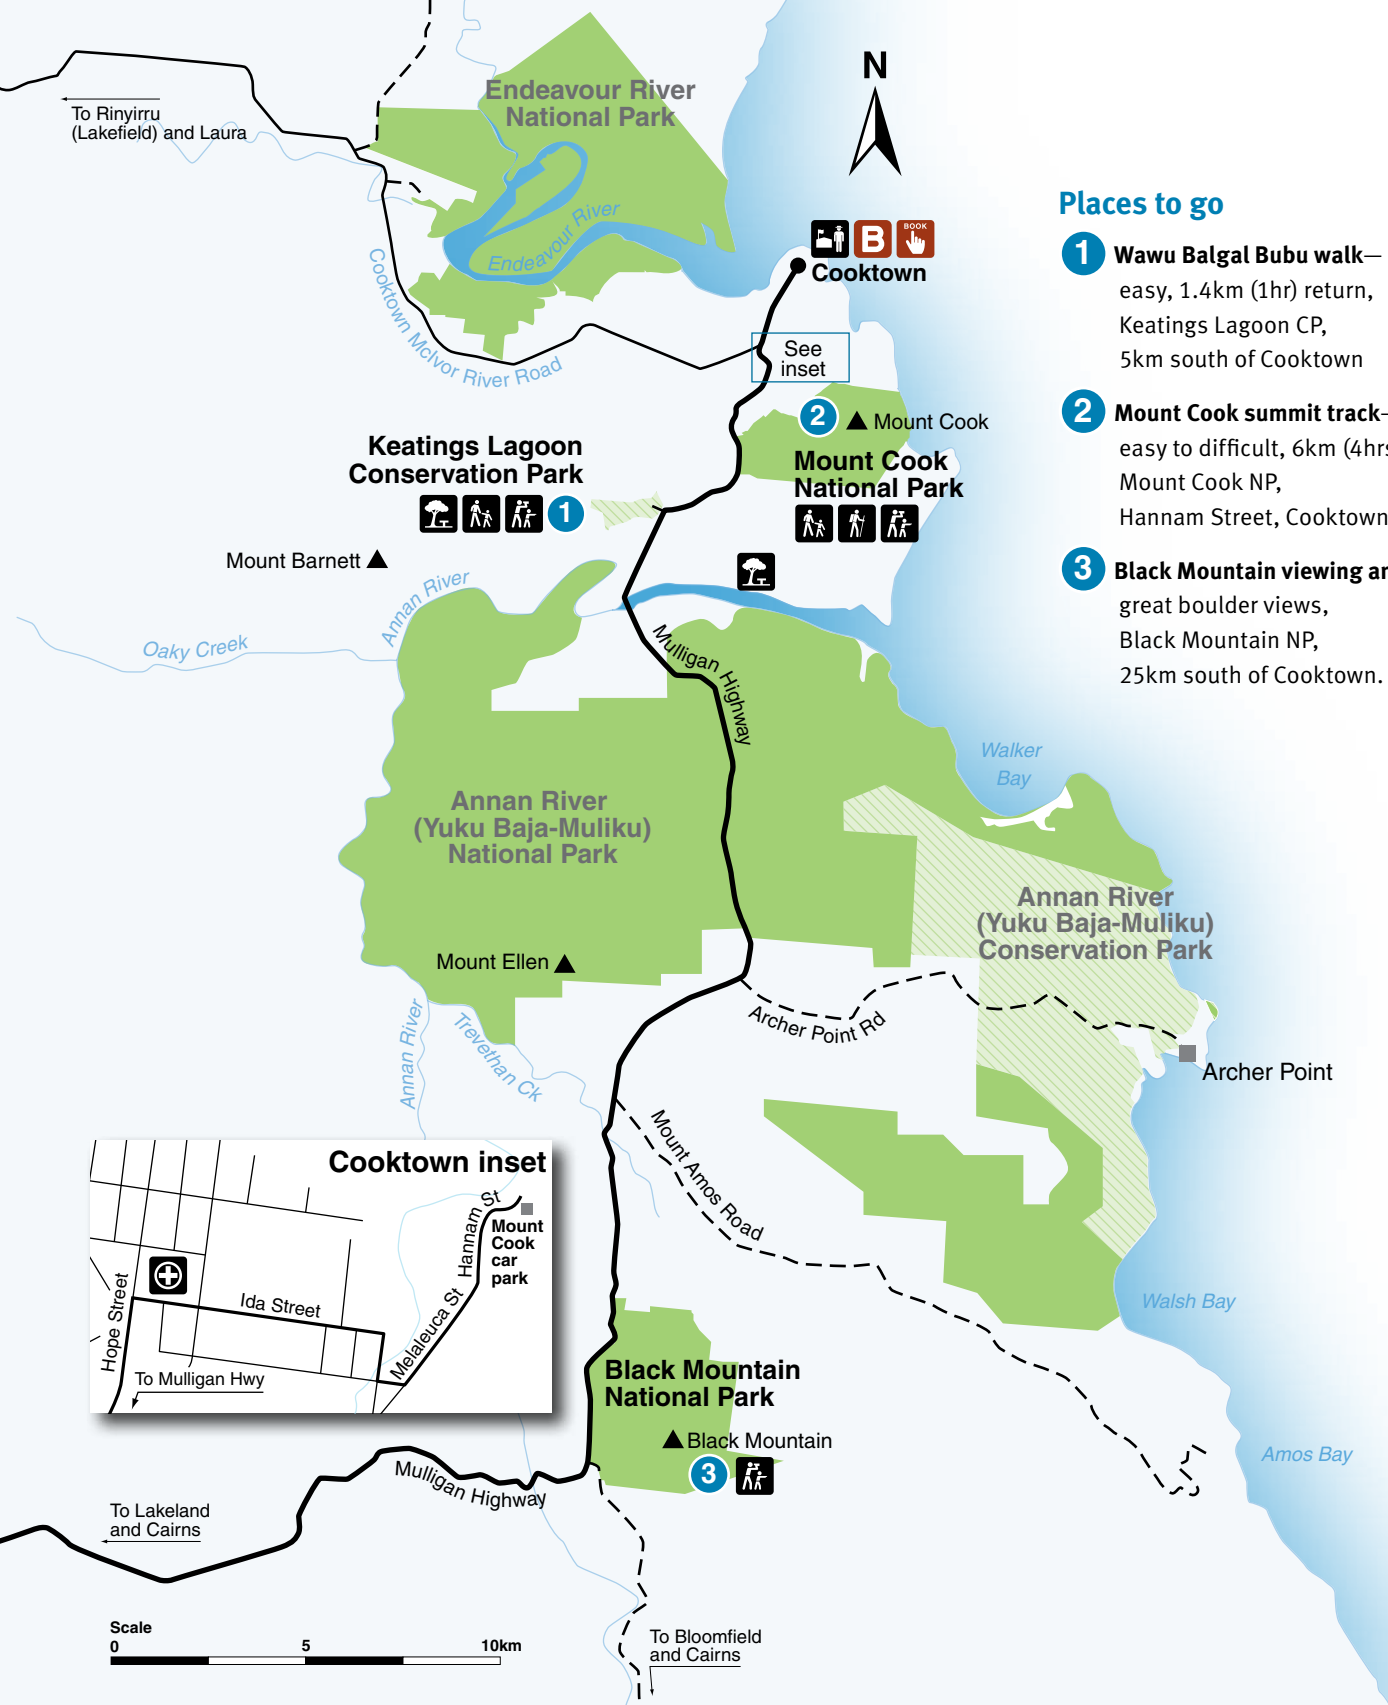 Endeavour River
National Park
N
To Rinyirru
(Lakefield) and Laura
Endeavour River
B
BOOK
Cooktown
Cooktown McIvor River Road
See
inset
2
Mount Cook
Mount Cook
National Park
Keatings Lagoon
Conservation Park
1
Mount Barnett
Annan River
Oaky Creek
Mulligan Highway
Walker
Bay
Annan River
(Yuku Baja-Muliku)
National Park
Annan River
(Yuku Baja-Muliku)
Conservation Park
Mount Ellen
Annan River
Trevethan Ck
Archer Point Rd
Archer Point
Mount Amos Road
Walsh Bay
Amos Bay
Black Mountain
National Park
Black Mountain
3
Mulligan Highway
To Lakeland
and Cairns
To Bloomfield
and Cairns
Scale
0 5 10km
Cooktown inset
Hannam St
Mount
Cook
car
park
Hope Street
Ida Street
Melaleuca St
To Mulligan Hwy
Places to go
1 Wawu Balgal Bubu walk—
easy, 1.4km (1hr) return,
Keatings Lagoon CP,
5km south of Cooktown
2 Mount Cook summit track–
easy to difficult, 6km (4hrs
Mount Cook NP,
Hannam Street, Cooktown
3 Black Mountain viewing ar
great boulder views,
Black Mountain NP,
25km south of Cooktown.